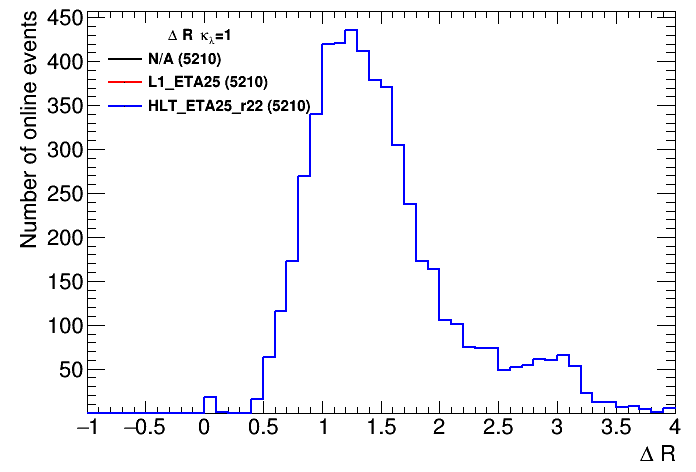 Δ R κλ=1
N/A (5210)
L1_ETA25 (5210)
HLT_ETA25_r22 (5210)
Number of online events
450
400
350
300
250
200
150
100
50
−1 −0.5 0 0.5 1 1.5 2 2.5 3 3.5 4
Δ R